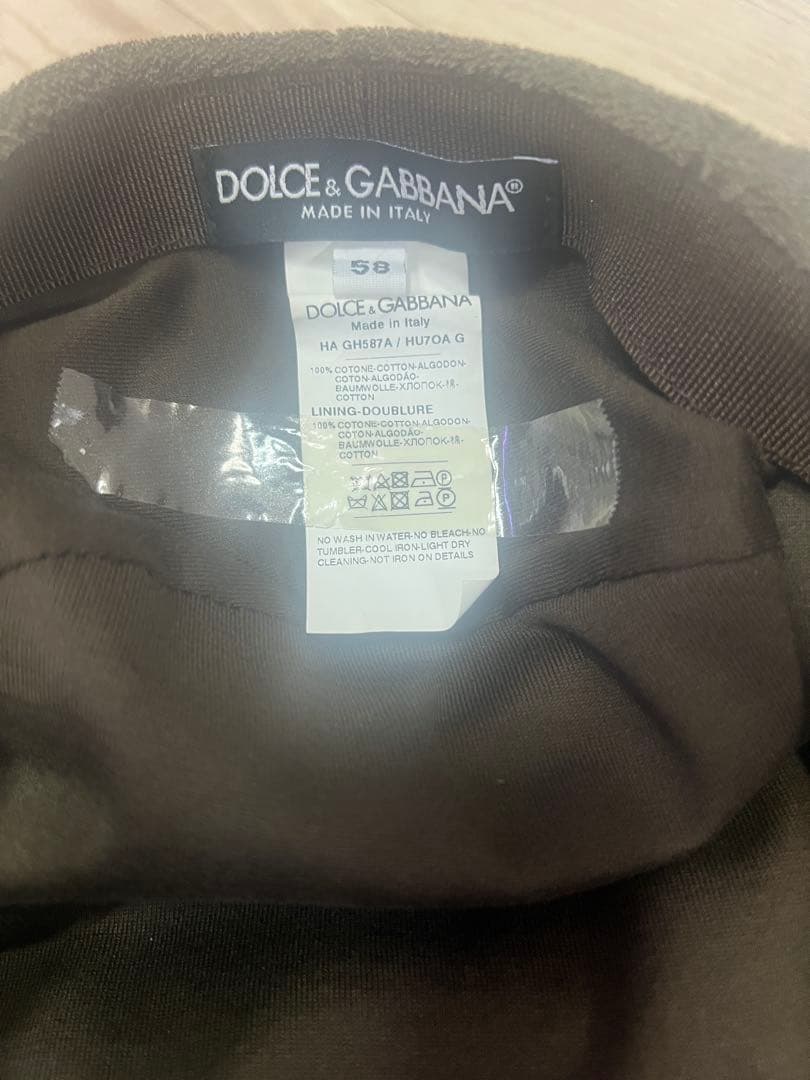 DOLCE & GABBANA®
MADE IN ITALY
58
DOLCE & GABBANA
Made in Italy
HA GH587A / HU7OA G
100% COTONE-COTTON-ALGODON-
COTON-ALGODÃO-
BAUMWOLLE-ХЛОПОК-棉-
COTTON
LINING-DOUBLURE
100% COTONE-COTTON-ALGODON-
COTON-ALGODÃO-
BAUMWOLLE-ХЛОПОК-棉-
COTTON
P
P
NO WASH IN WATER-NO BLEACH-NO
TUMBLER-COOL IRON-LIGHT DRY
CLEANING-NOT IRON ON DETAILS